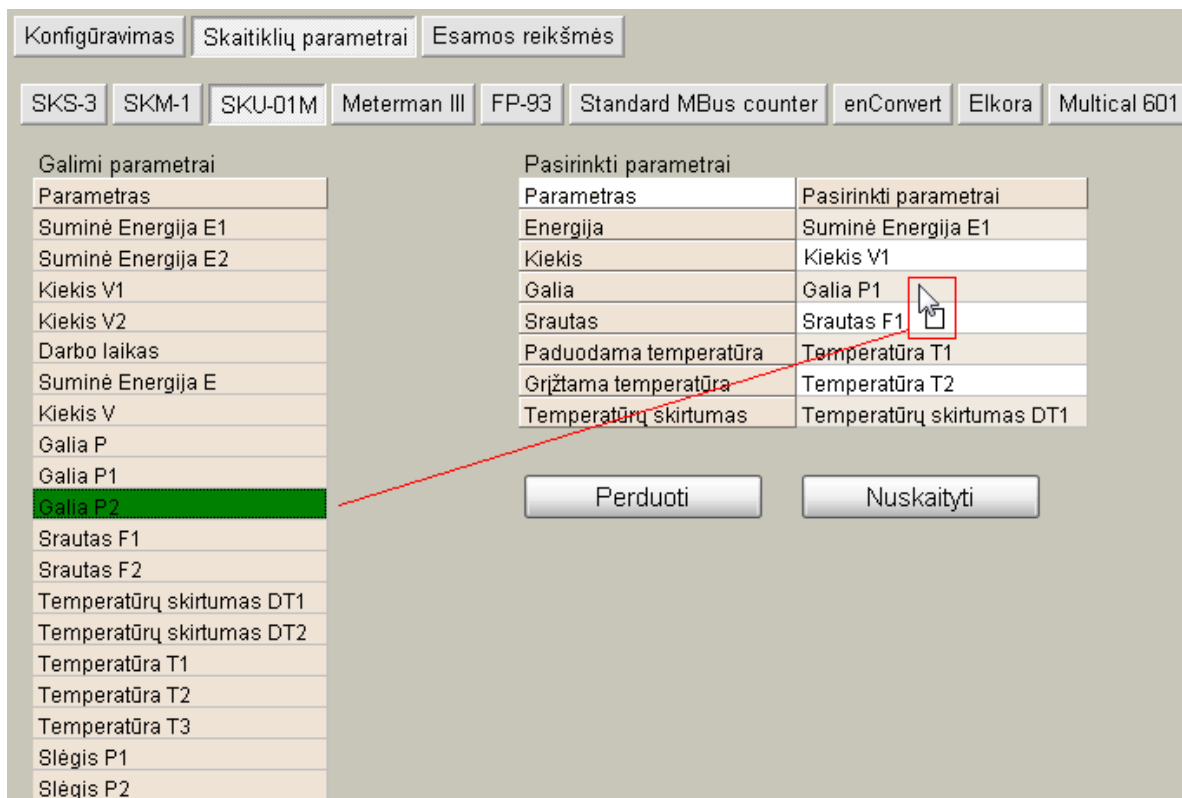 Konfigūravimas Skaitiklių parametrai Esamos reikšmės
SKS-3 SKM-1 SKU-01M Meterman III FP-93 Standard MBus counter enConvert Elkora Multical 601
Galimi parametrai
Parametras
Suminė Energija E1
Suminė Energija E2
Kiekis V1
Kiekis V2
Darbo laikas
Suminė Energija E
Kiekis V
Galia P
Galia P1
Galia P2
Srautas F1
Srautas F2
Temperatūrų skirtumas DT1
Temperatūrų skirtumas DT2
Temperatūra T1
Temperatūra T2
Temperatūra T3
Slėgis P1
Slėgis P2
Pasirinkti parametrai
Parametras Pasirinkti parametrai
Energija Suminė Energija E1
Kiekis Kiekis V1
Galia Galia P1
Srautas Srautas F1
Paduodama temperatūra Temperatūra T1
Grįžtama temperatūra Temperatūra T2
Temperatūrų skirtumas Temperatūrų skirtumas DT1
Perduoti Nuskaityti